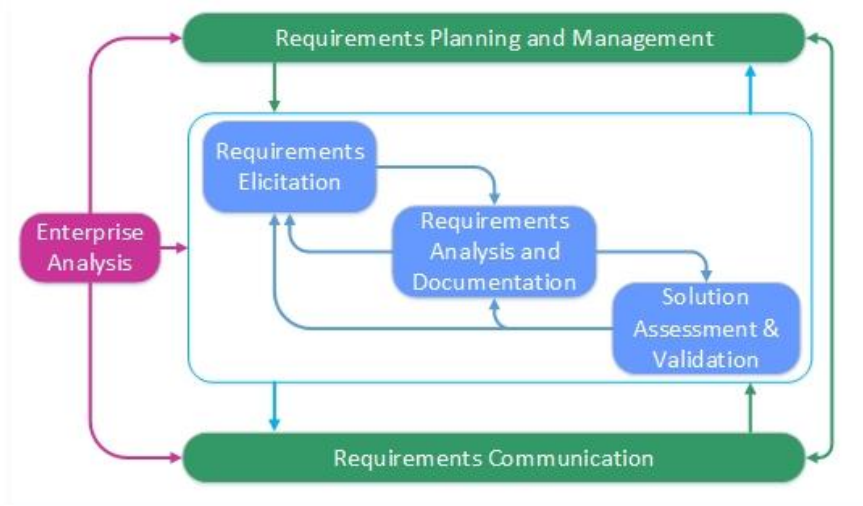 Requirements Planning and Management
Requirements
Elicitation
Requirements
Analysis and
Documentation
Enterprise
Analysis
Solution
Assessment &
Validation
Requirements Communication